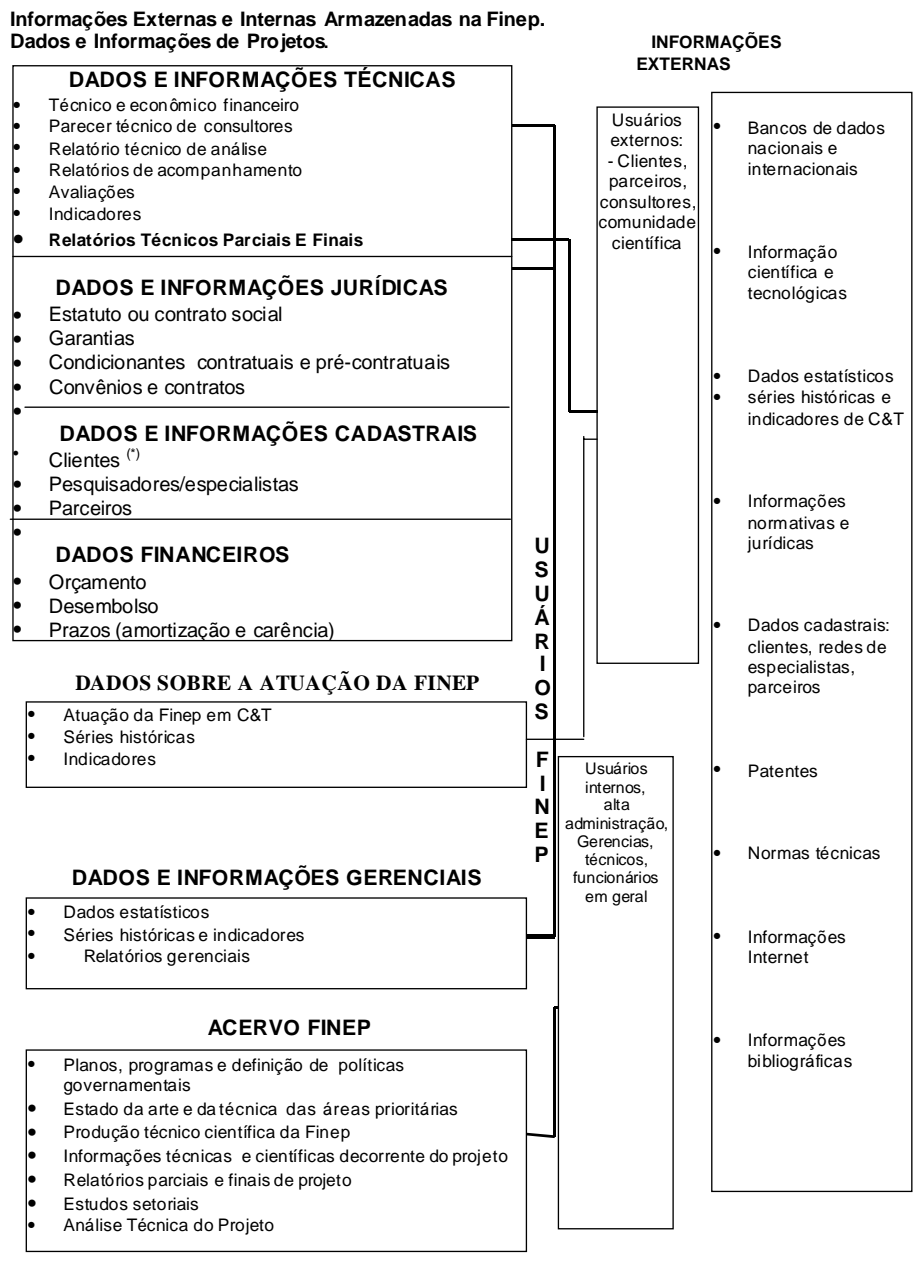 Informações Externas e Internas Armazenadas na Finep.
Dados e Informações de Projetos.
DADOS E INFORMAÇÕES TÉCNICAS
• Técnico e econômico financeiro
• Parecer técnico de consultores
• Relatório técnico de análise
• Relatórios de acompanhamento
• Avaliações
• Indicadores
• Relatórios Técnicos Parciais E Finais
DADOS E INFORMAÇÕES JURÍDICAS
• Estatuto ou contrato social
• Garantias
• Condicionantes contratuais e pré-contratuais
• Convênios e contratos
•
DADOS E INFORMAÇÕES CADASTRAIS
• Clientes (*)
• Pesquisadores/especialistas
• Parceiros
•
DADOS FINANCEIROS
• Orçamento
• Desembolso
• Prazos (amortização e carência)
DADOS SOBRE A ATUAÇÃO DA FINEP
• Atuação da Finep em C&T
• Séries históricas
• Indicadores
DADOS E INFORMAÇÕES GERENCIAIS
• Dados estatísticos
• Séries históricas e indicadores
• Relatórios gerenciais
ACERVO FINEP
• Planos, programas e definição de políticas
governamentais
• Estado da arte e da técnica das áreas prioritárias
• Produção técnico científica da Finep
• Informações técnicas e científicas decorrente do projeto
• Relatórios parciais e finais de projeto
• Estudos setoriais
• Análise Técnica do Projeto
USUÁRIOS FINEP
Usuários
externos:
- Clientes,
parceiros,
consultores,
comunidade
científica
Usuários
internos,
alta
administração,
Gerencias,
técnicos,
funcionários
em geral
INFORMAÇÕES
EXTERNAS
• Bancos de dados
nacionais e
internacionais
• Informação
científica e
tecnológicas
• Dados estatísticos
• séries históricas e
indicadores de C&T
• Informações
normativas e
jurídicas
• Dados cadastrais:
clientes, redes de
especialistas,
parceiros
• Patentes
• Normas técnicas
• Informações
Internet
• Informações
bibliográficas